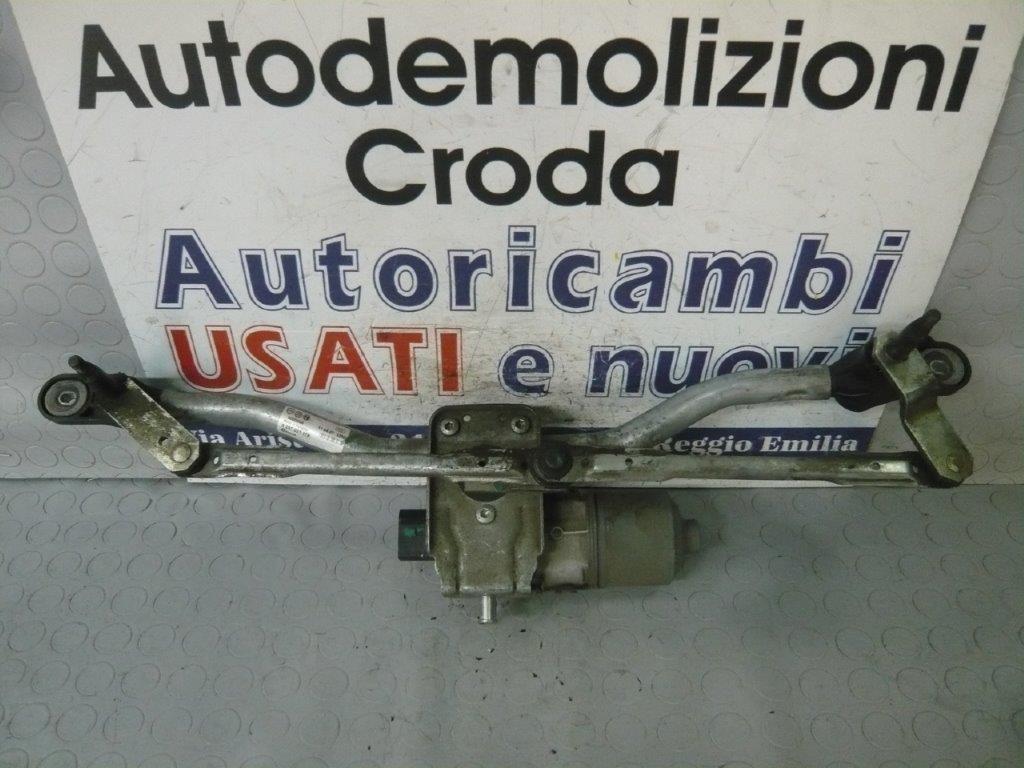 Autodemolizioni
Croda
Autoricambi
USATI e nuovi
Reggio Emilia